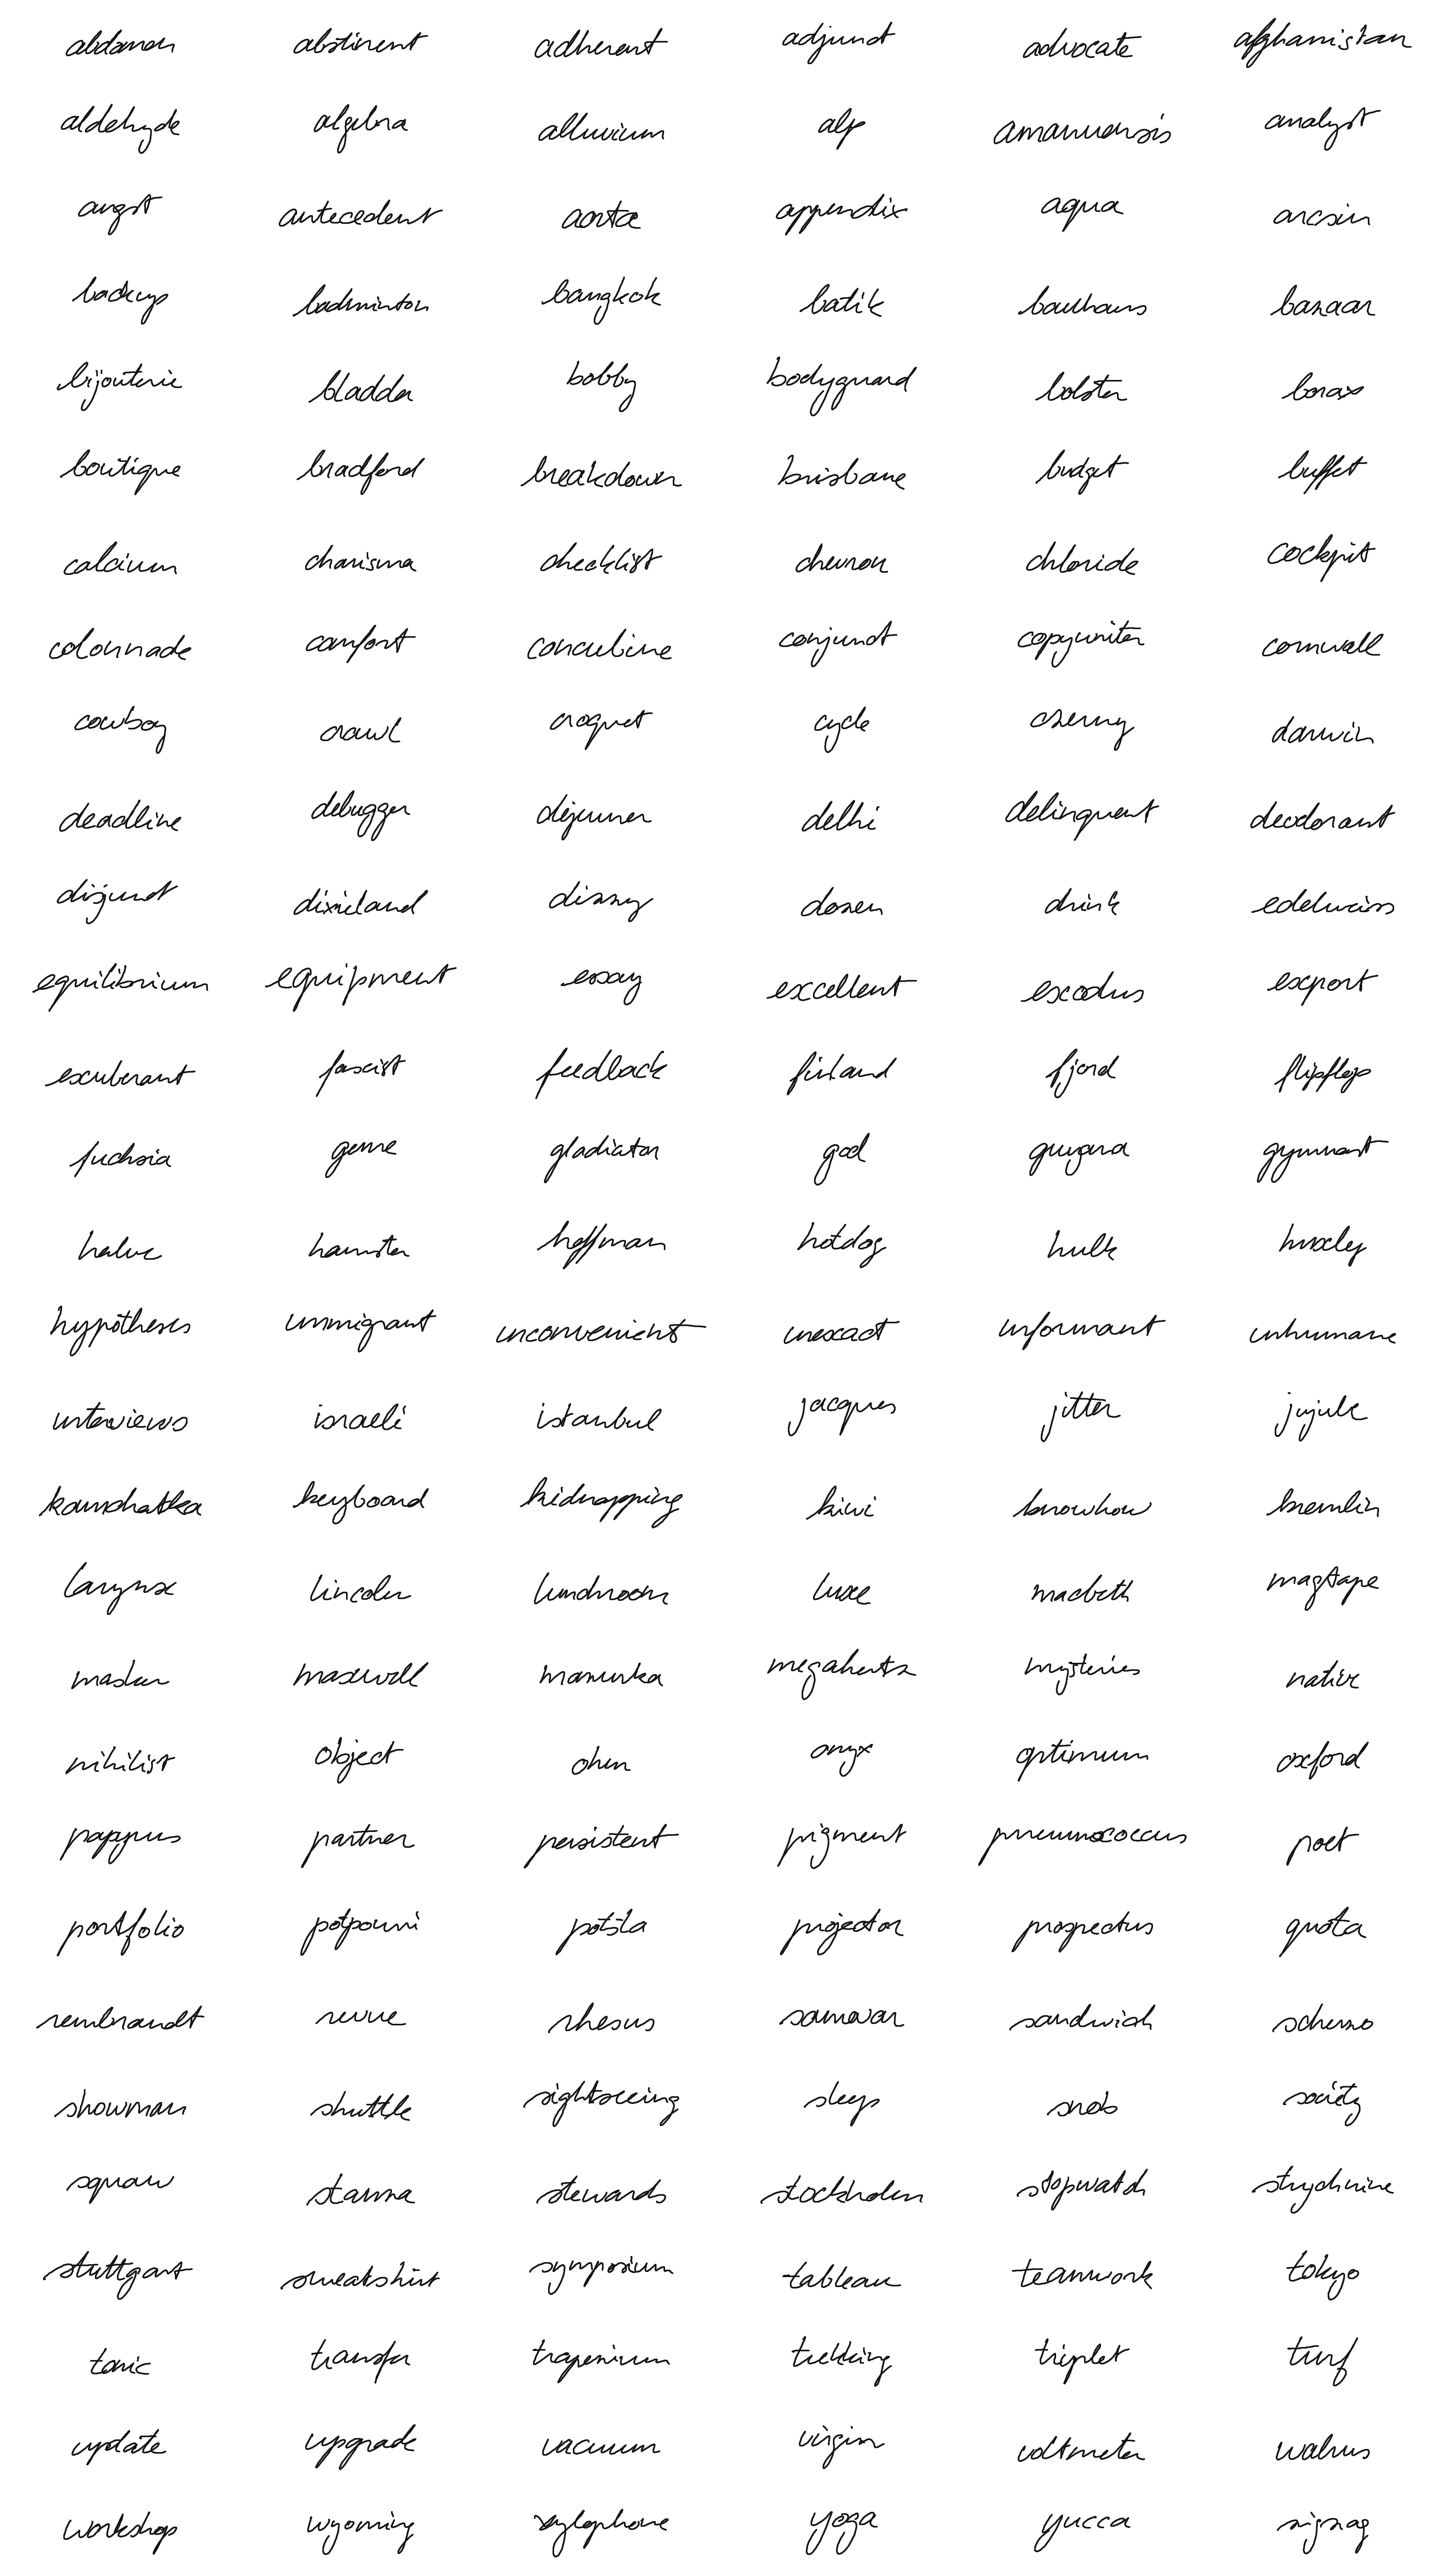 abdomen abstinent adherent adjunct advocate afghanistan
aldehyde algebra alluvium alp amanuensis analyst
angst antecedent aorta appendix aqua arcsin
backup badminton bangkok batik bauhaus bazaar
bijouterie bladder bobby bodyguard bolster borax
boutique bradford breakdown brisbane budget buffet
calcium charisma checklist chevron chloride cockpit
colonnade comfort concubine conjunct copywriter cornwall
cowboy crawl croquet cycle czerny darwin
deadline debugger dejeuner delhi delinquent deodorant
disjunct dixieland dizzy dozen drink edelweiss
equilibrium equipment essay excellent exodus export
exuberant fascist feedback finland fjord flipflop
fuchsia genre gladiator god guyana gymnast
halve hamster hoffman hotdog hulk huxley
hypotheses immigrant inconvenient inexact informant inhumane
interviews israeli istanbul jacques jitter jujube
kamchatka keyboard kidnapping kiwi knowhow kremlin
larynx lincoln lunchroom luxe macbeth magtape
maslow maxwell mazurka megahertz mysteries native
nihilist object ohm onyx optimum oxford
pappus partner persistent pigment pneumococcus poet
portfolio potpourri potsta projector prospectus quota
rembrandt revue rhesus samovar sandwich scherzo
showman shuttle sightseeing sleep snob society
squaw stanza stewards stockholm stopwatch strychnine
stuttgart sweatshirt symposium tableau teamwork tokyo
tonic transfer trapezium trekking triplet turf
update upgrade vacuum virgin voltmeter walrus
workshop wyoming xylophone yoga yucca zigzag